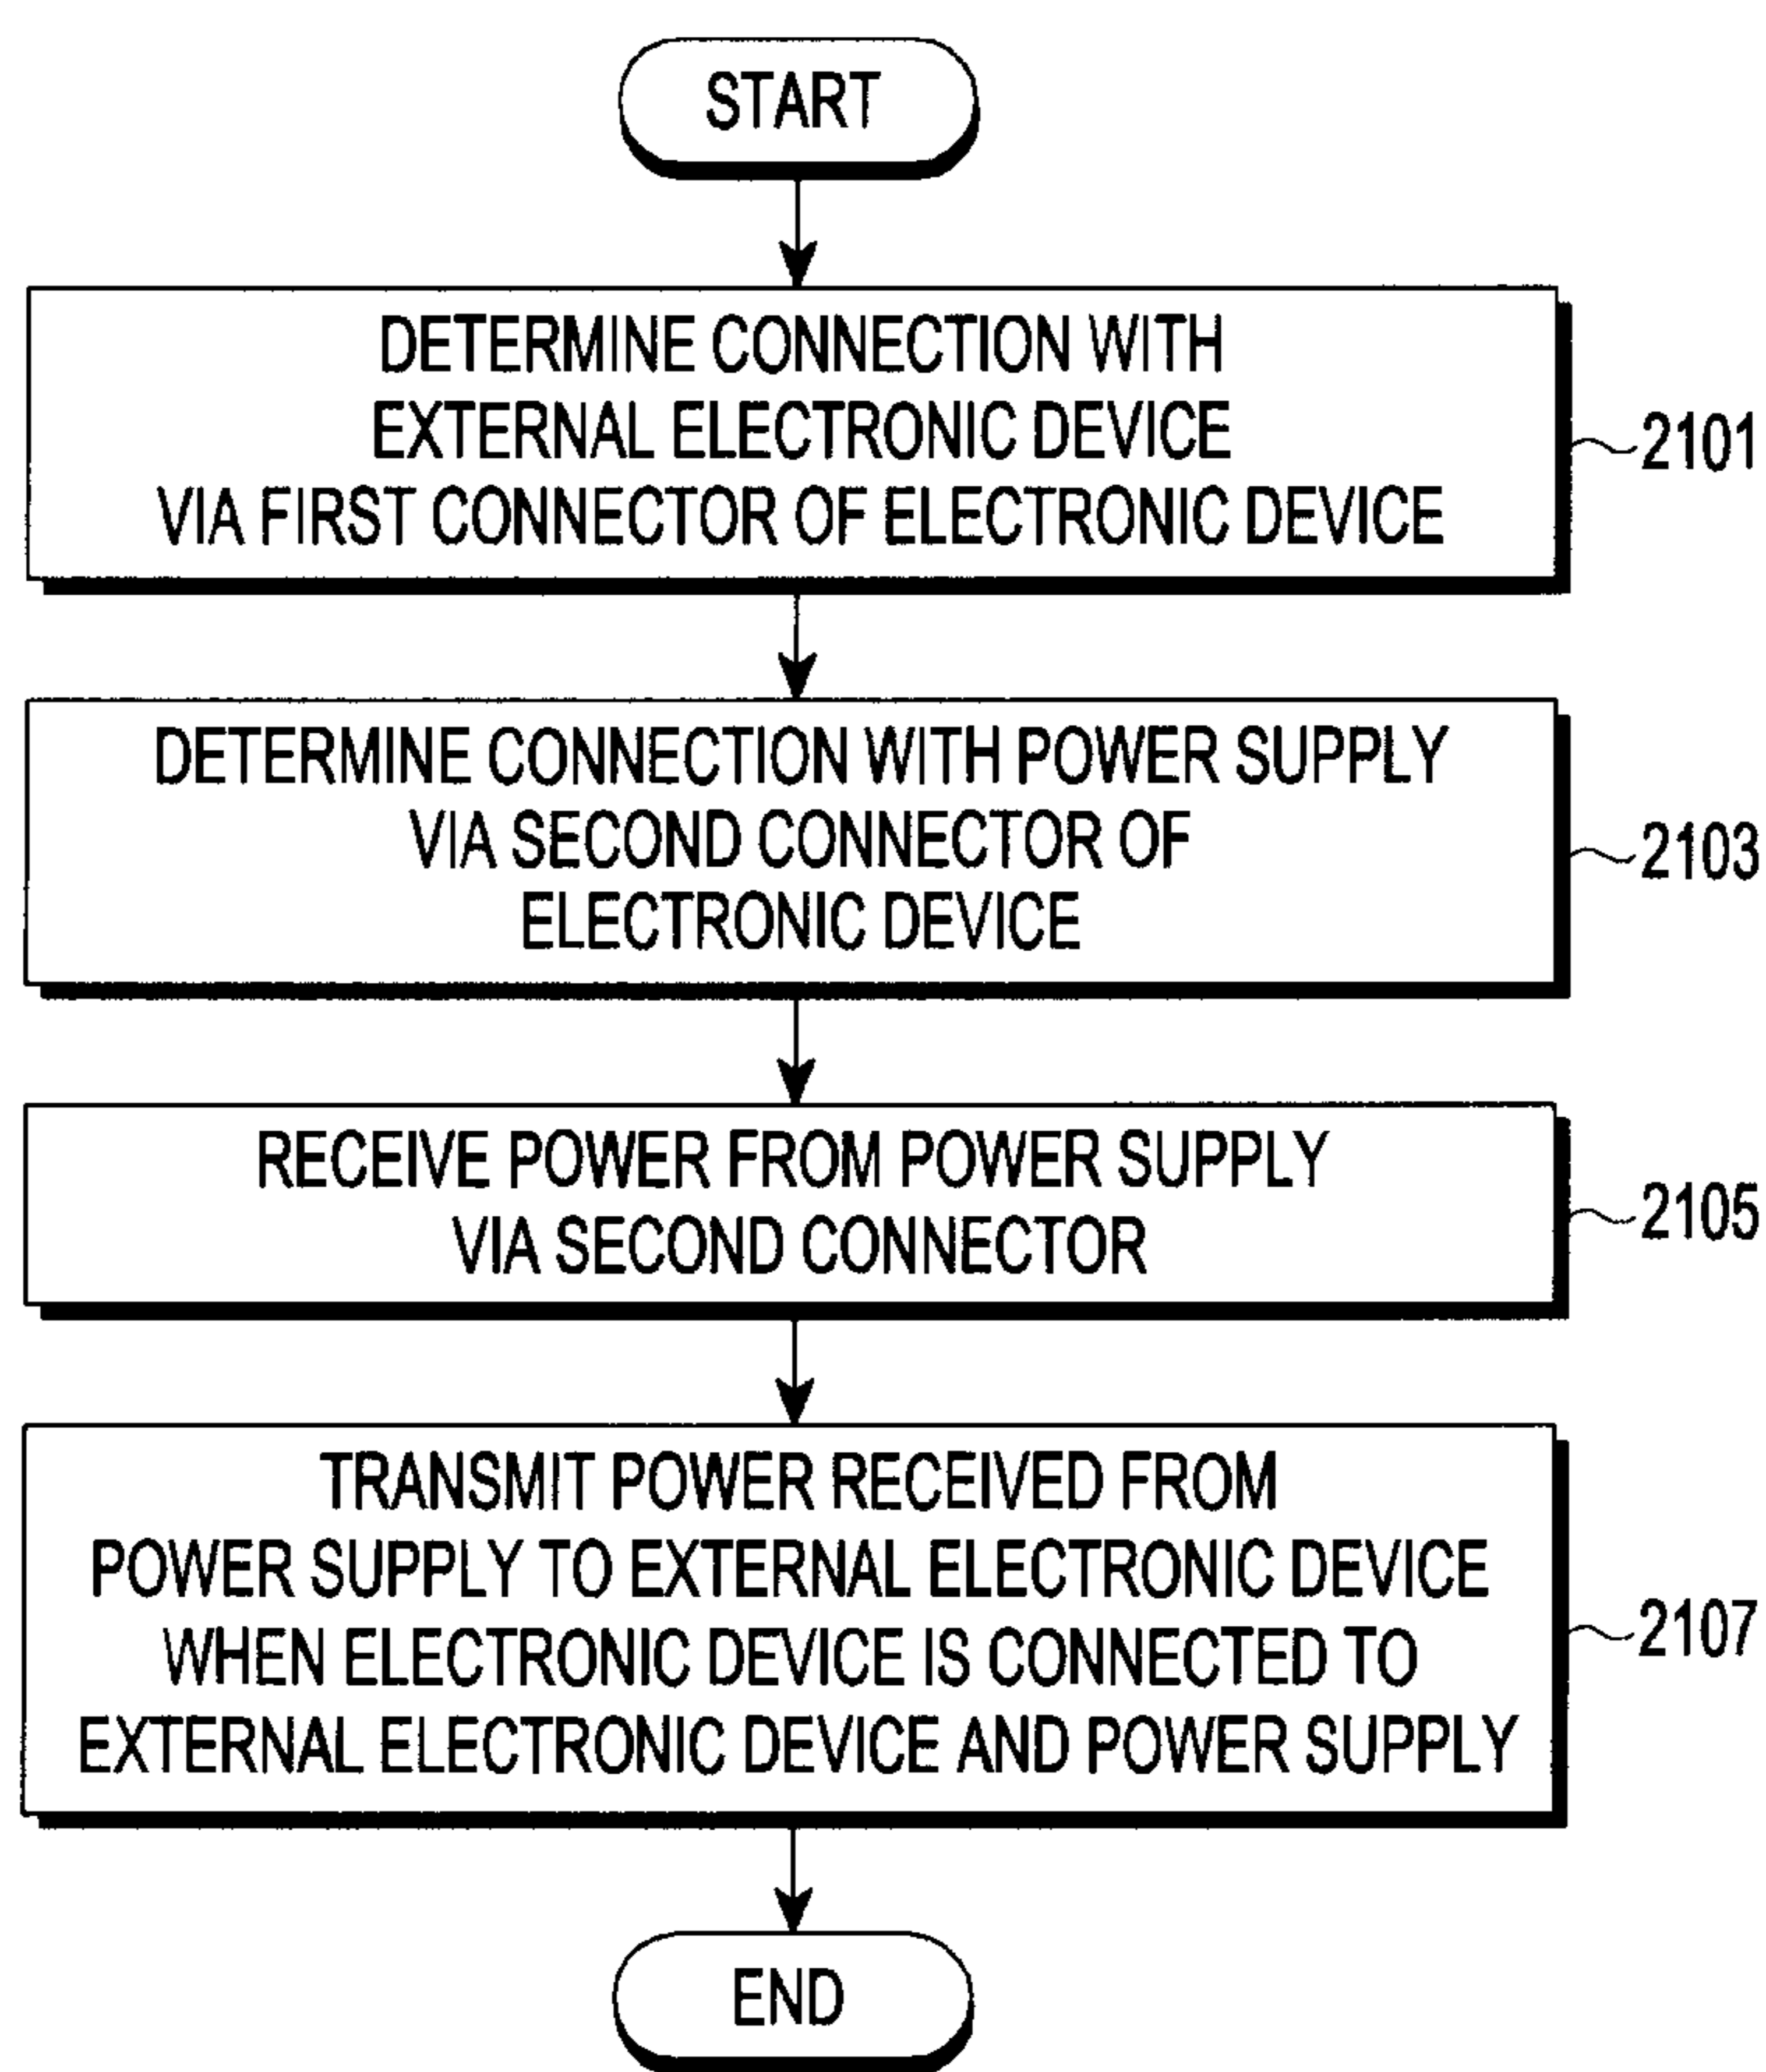 START
DETERMINE CONNECTION WITH
EXTERNAL ELECTRONIC DEVICE
VIA FIRST CONNECTOR OF ELECTRONIC DEVICE
2101
DETERMINE CONNECTION WITH POWER SUPPLY
VIA SECOND CONNECTOR OF
ELECTRONIC DEVICE
2103
RECEIVE POWER FROM POWER SUPPLY
VIA SECOND CONNECTOR
2105
TRANSMIT POWER RECEIVED FROM
POWER SUPPLY TO EXTERNAL ELECTRONIC DEVICE
WHEN ELECTRONIC DEVICE IS CONNECTED TO
EXTERNAL ELECTRONIC DEVICE AND POWER SUPPLY
2107
END